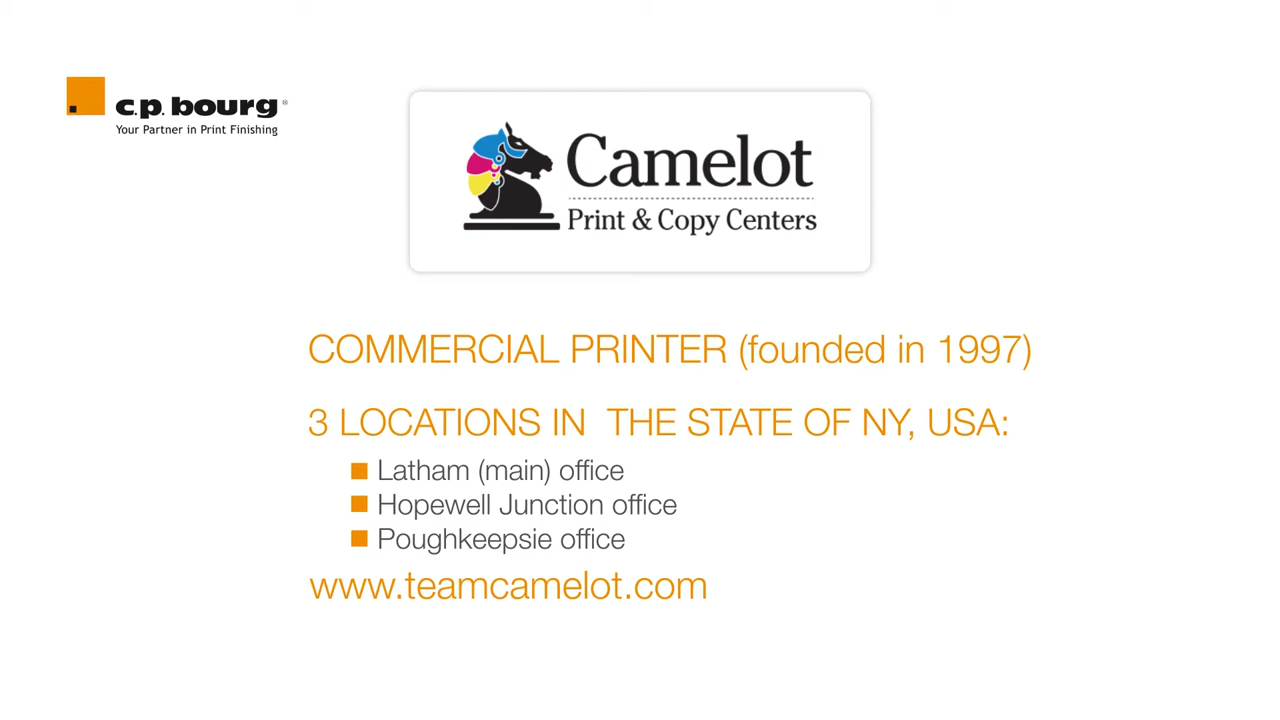 c.p. bourg®
Your Partner in Print Finishing
Camelot
Print & Copy Centers
COMMERCIAL PRINTER (founded in 1997)
3 LOCATIONS IN  THE STATE OF NY, USA:
Latham (main) office
Hopewell Junction office
Poughkeepsie office
www.teamcamelot.com